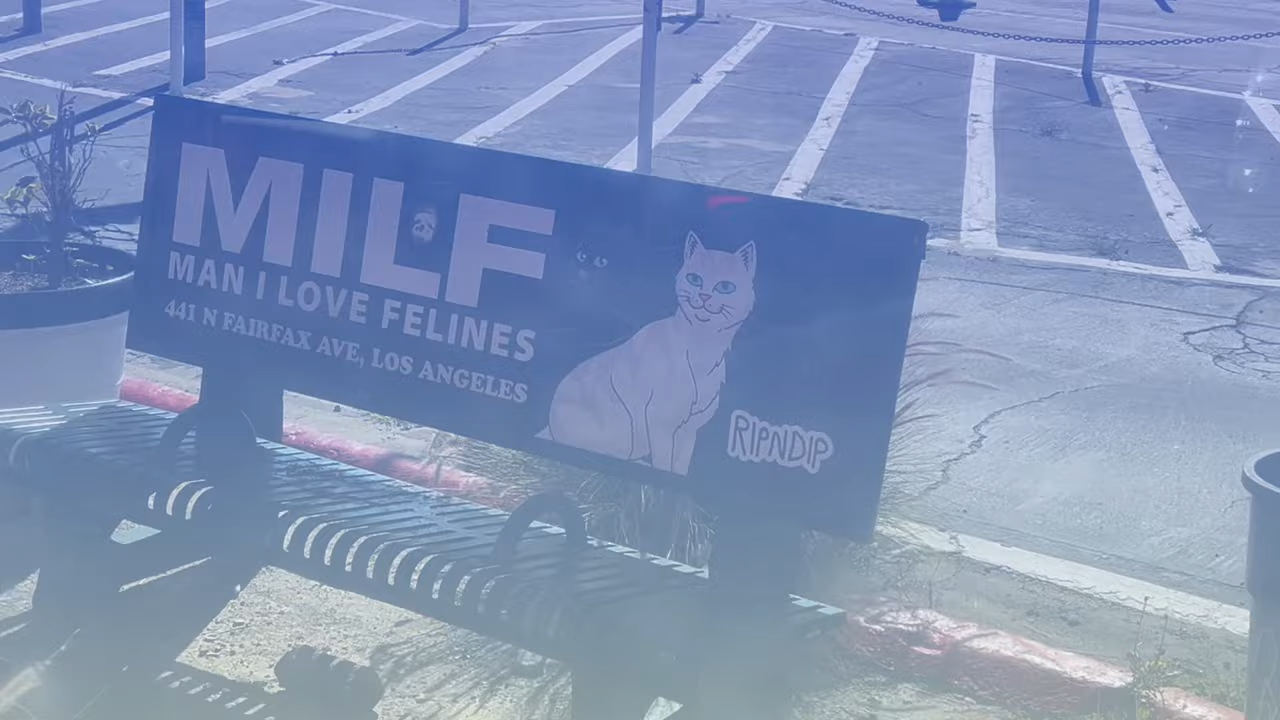 MILF
MAN I LOVE FELINES
441 N FAIRFAX AVE, LOS ANGELES
RIPNDIP